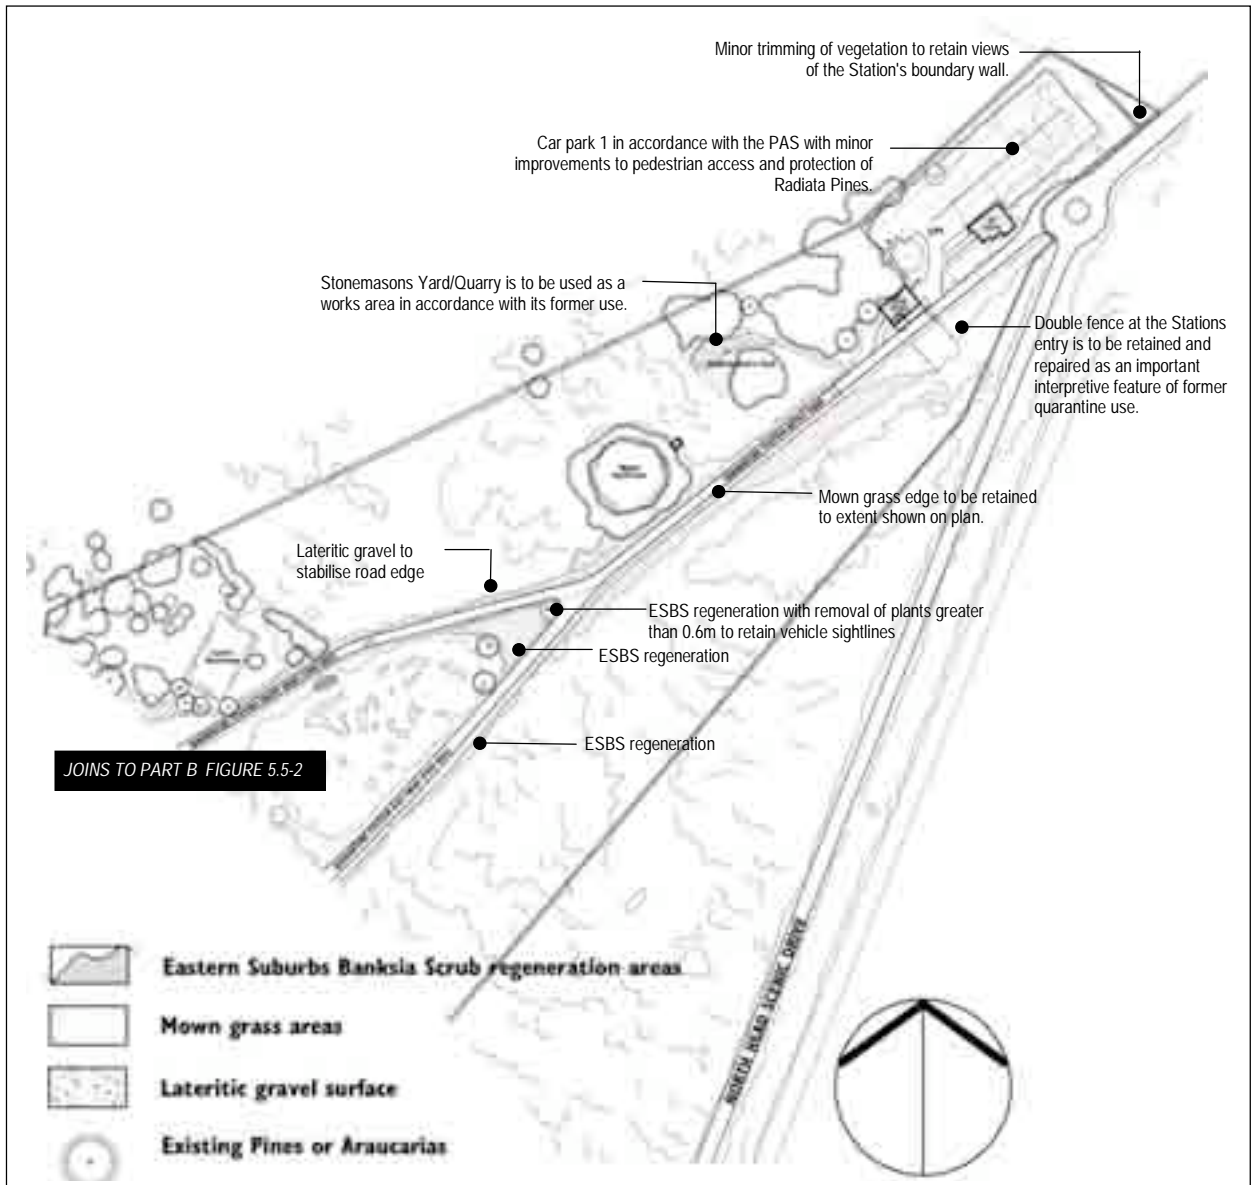 Minor trimming of vegetation to retain views
of the Station's boundary wall.
Car park 1 in accordance with the PAS with minor
improvements to pedestrian access and protection of
Radiata Pines.
Stonemasons Yard/Quarry is to be used as a
works area in accordance with its former use.
Double fence at the Stations
entry is to be retained and
repaired as an important
interpretive feature of former
quarantine use.
Mown grass edge to be retained
to extent shown on plan.
Lateritic gravel to
stabilise road edge
ESBS regeneration with removal of plants greater
than 0.6m to retain vehicle sightlines
ESBS regeneration
ESBS regeneration
JOINS TO PART B FIGURE 5.5-2
NORTH HEAD SCENIC DRIVE
Eastern Suburbs Banksia Scrub regeneration areas
Mown grass areas
Lateritic gravel surface
Existing Pines or Araucarias